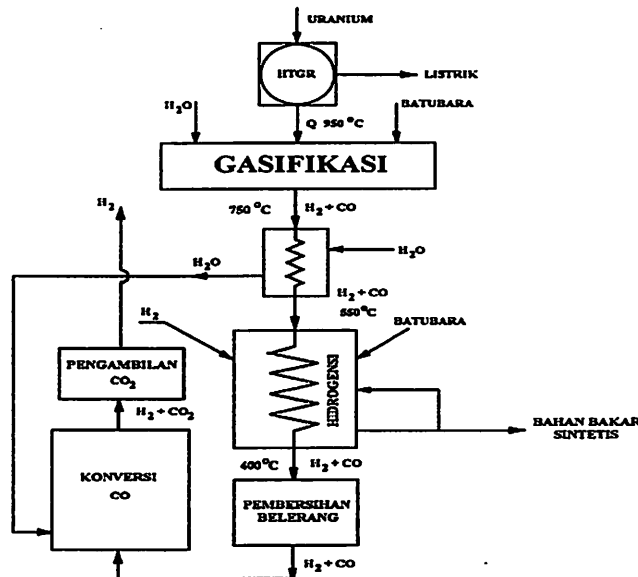 URANIUM
HTGR
LISTRIK
H₂O
Q 950 °C
BATUBARA
GASIFIKASI
750 °C
H₂ + CO
H₂
H₂O
H₂O
H₂ + CO
550°C
H₂
BATUBARA
PENGAMBILAN
CO₂
HIDROGENSI
H₂ + CO₂
BAHAN BAKAR
SINTETIS
KONVERSI
CO
400°C
H₂ + CO
PEMBERSIHAN
BELERANG
H₂ + CO